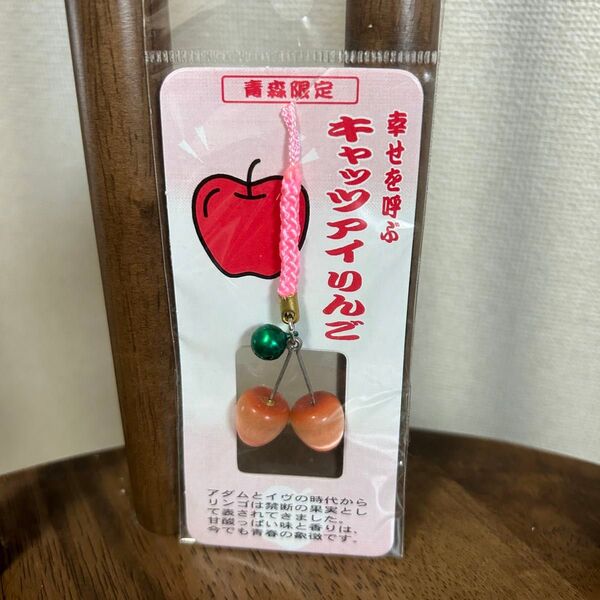 青森限定
幸せを呼ぶ
キャッツアイりんご
アダムとイヴの時代から
リンゴは禁断の果実とし
て表されてきました。
甘酸っぱい味と香りは、
今でも青春の象徴です。